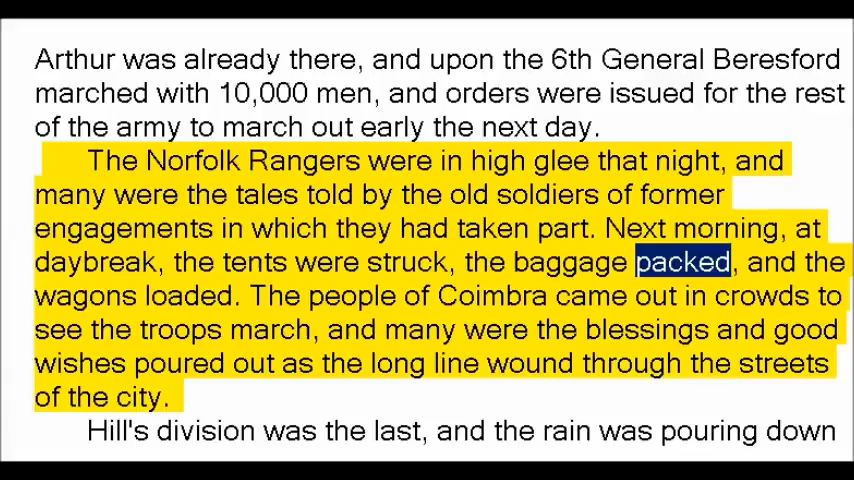 Arthur was already there, and upon the 6th General Beresford
marched with 10,000 men, and orders were issued for the rest
of the army to march out early the next day.
The Norfolk Rangers were in high glee that night, and
many were the tales told by the old soldiers of former
engagements in which they had taken part. Next morning, at
daybreak, the tents were struck, the baggage packed, and the
wagons loaded. The people of Coimbra came out in crowds to
see the troops march, and many were the blessings and good
wishes poured out as the long line wound through the streets
of the city.
Hill's division was the last, and the rain was pouring down